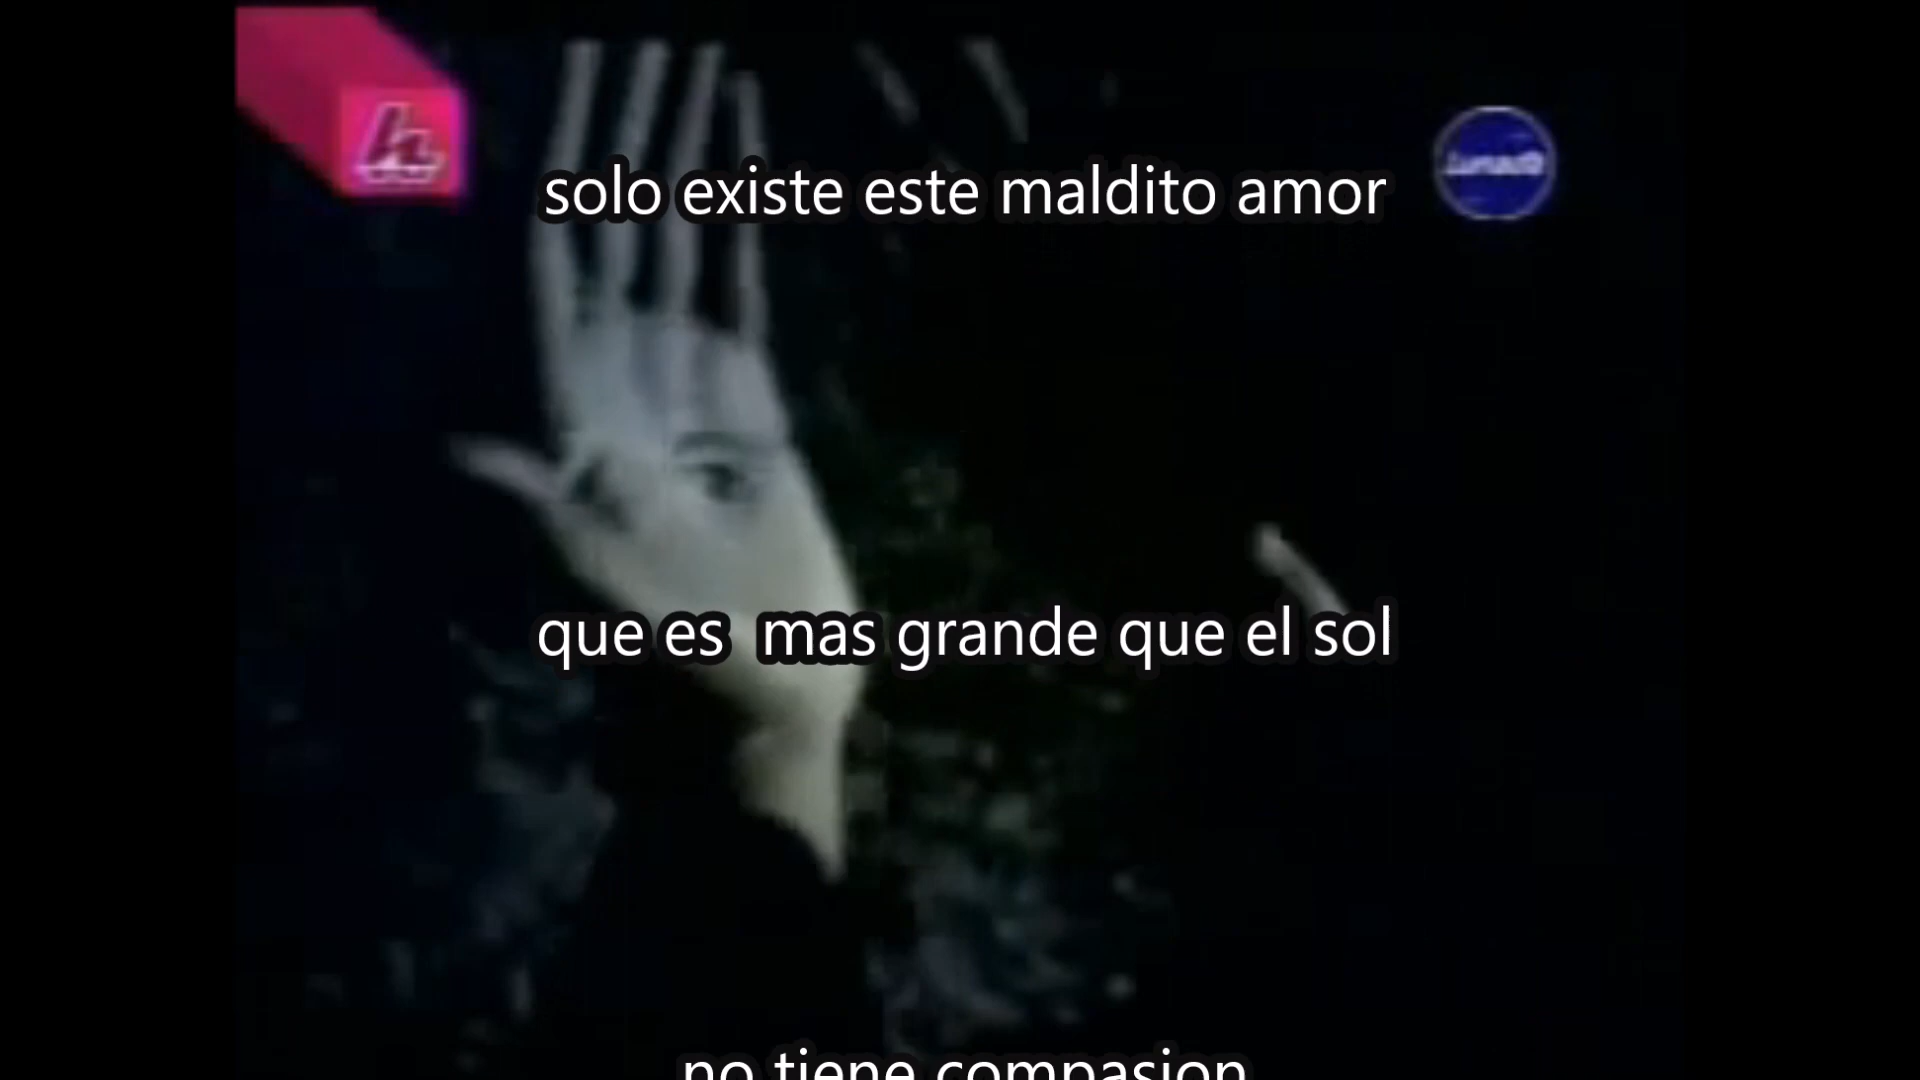 h
solo existe este maldito amor
que es  mas grande que el sol
no tiene compasion